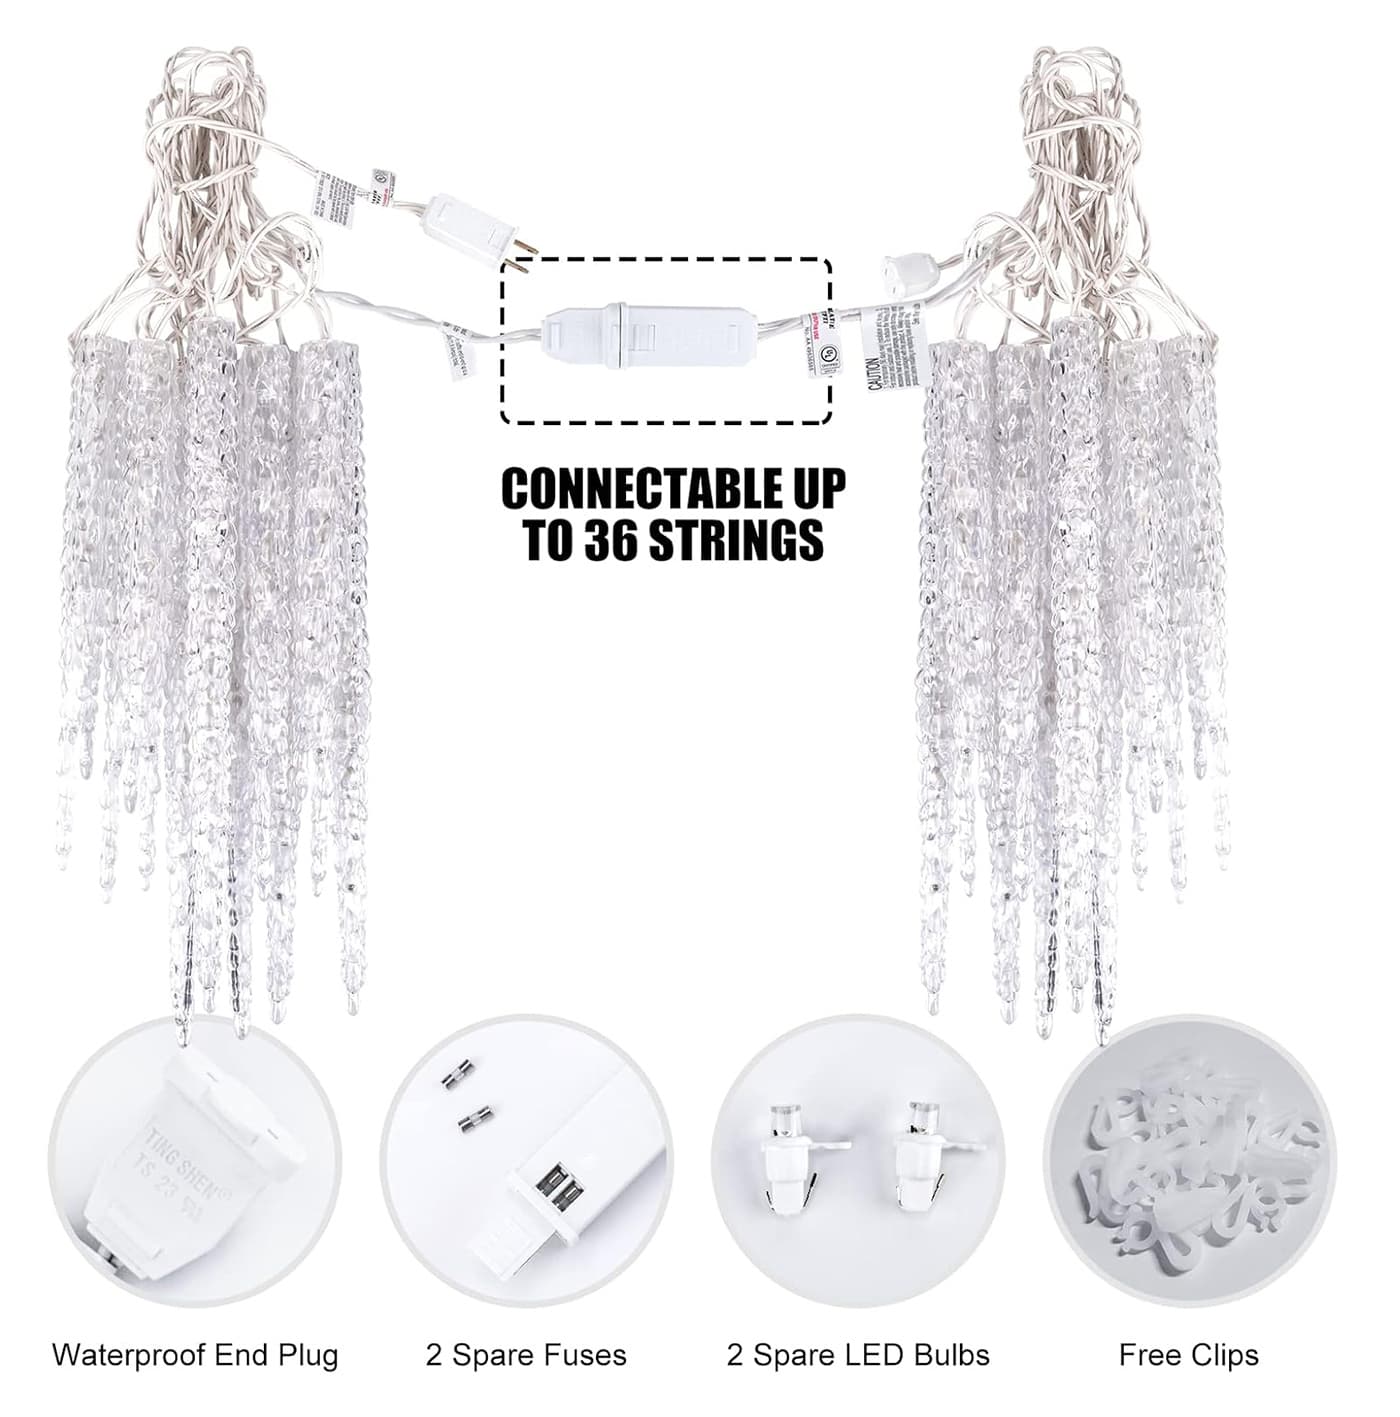 CAUTION
CONNECTABLE UP
TO 36 STRINGS
TING SHEN®
TS 23
Waterproof End Plug
2 Spare Fuses
2 Spare LED Bulbs
Free Clips